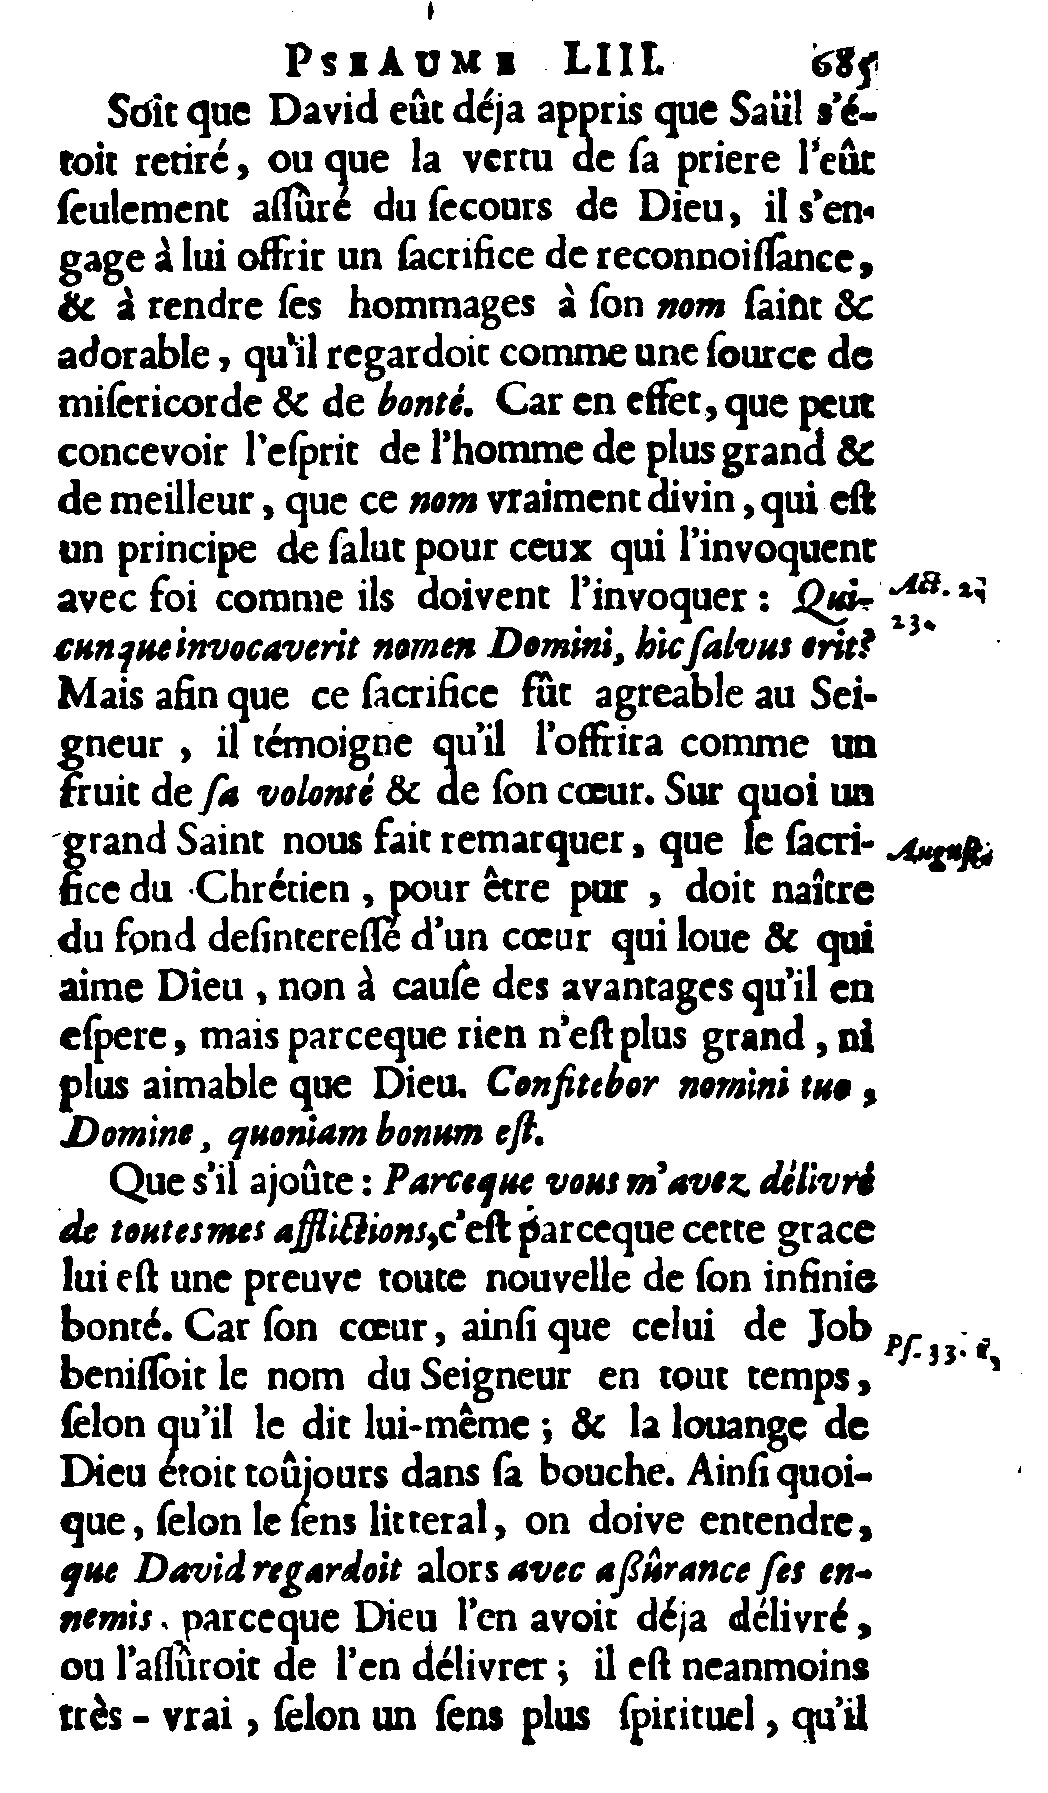 PSEAUME LIII. 685
Soit que David eût déja appris que Saül s'é-
toit retiré, ou que la vertu de ſa priere l'eût
ſeulement aſſûré du ſecours de Dieu, il s'en-
gage à lui offrir un ſacrifice de reconnoiſſance,
& à rendre ſes hommages à ſon nom ſaint &
adorable, qu'il regardoit comme une ſource de
miſericorde & de bonté. Car en effet, que peut
concevoir l'eſprit de l'homme de plus grand &
de meilleur, que ce nom vraiment divin, qui eſt
un principe de ſalut pour ceux qui l'invoquent
avec foi comme ils doivent l'invoquer : Qui-
Act. 2.
23.
cunque invocaverit nomen Domini, hic ſalvus erit?
Mais afin que ce ſacrifice fût agreable au Sei-
gneur, il témoigne qu'il l'offrira comme un
fruit de ſa volonté & de ſon cœur. Sur quoi un
grand Saint nous fait remarquer, que le ſacri-
Auguſt.
fice du Chrétien, pour être pur, doit naître
du fond deſintereſſé d'un cœur qui loue & qui
aime Dieu, non à cauſe des avantages qu'il en
eſpere, mais parceque rien n'eſt plus grand, ni
plus aimable que Dieu. Confitebor nomini tuo,
Domine, quoniam bonum eſt.
Que s'il ajoûte : Parceque vous m'avez délivré
de toutes mes afflictions, c'eſt parceque cette grace
lui eſt une preuve toute nouvelle de ſon infinie
bonté. Car ſon cœur, ainſi que celui de Job
Pſ. 33.
beniſſoit le nom du Seigneur en tout temps,
ſelon qu'il le dit lui-même ; & la louange de
Dieu étoit toûjours dans ſa bouche. Ainſi quoi-
que, ſelon le ſens litteral, on doive entendre,
que David regardoit alors avec aßûrance ſes en-
nemis, parceque Dieu l'en avoit déja délivré,
ou l'aſſûroit de l'en délivrer ; il eſt neanmoins
très-vrai, ſelon un ſens plus ſpirituel, qu'il